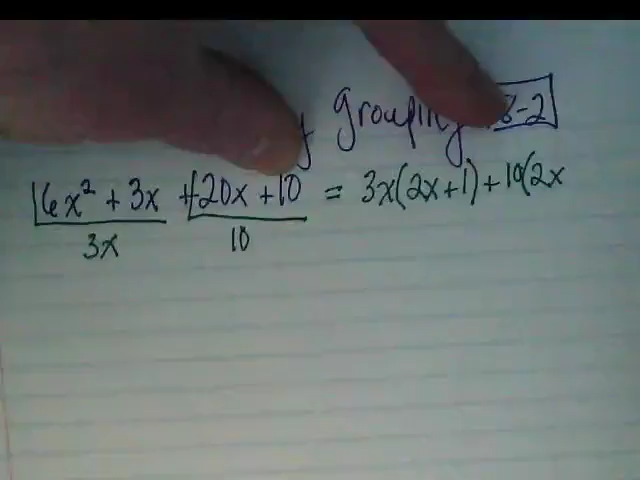 grouping 8-2
6x² + 3x + 20x + 10 = 3x(2x+1) + 10(2x
3x 10